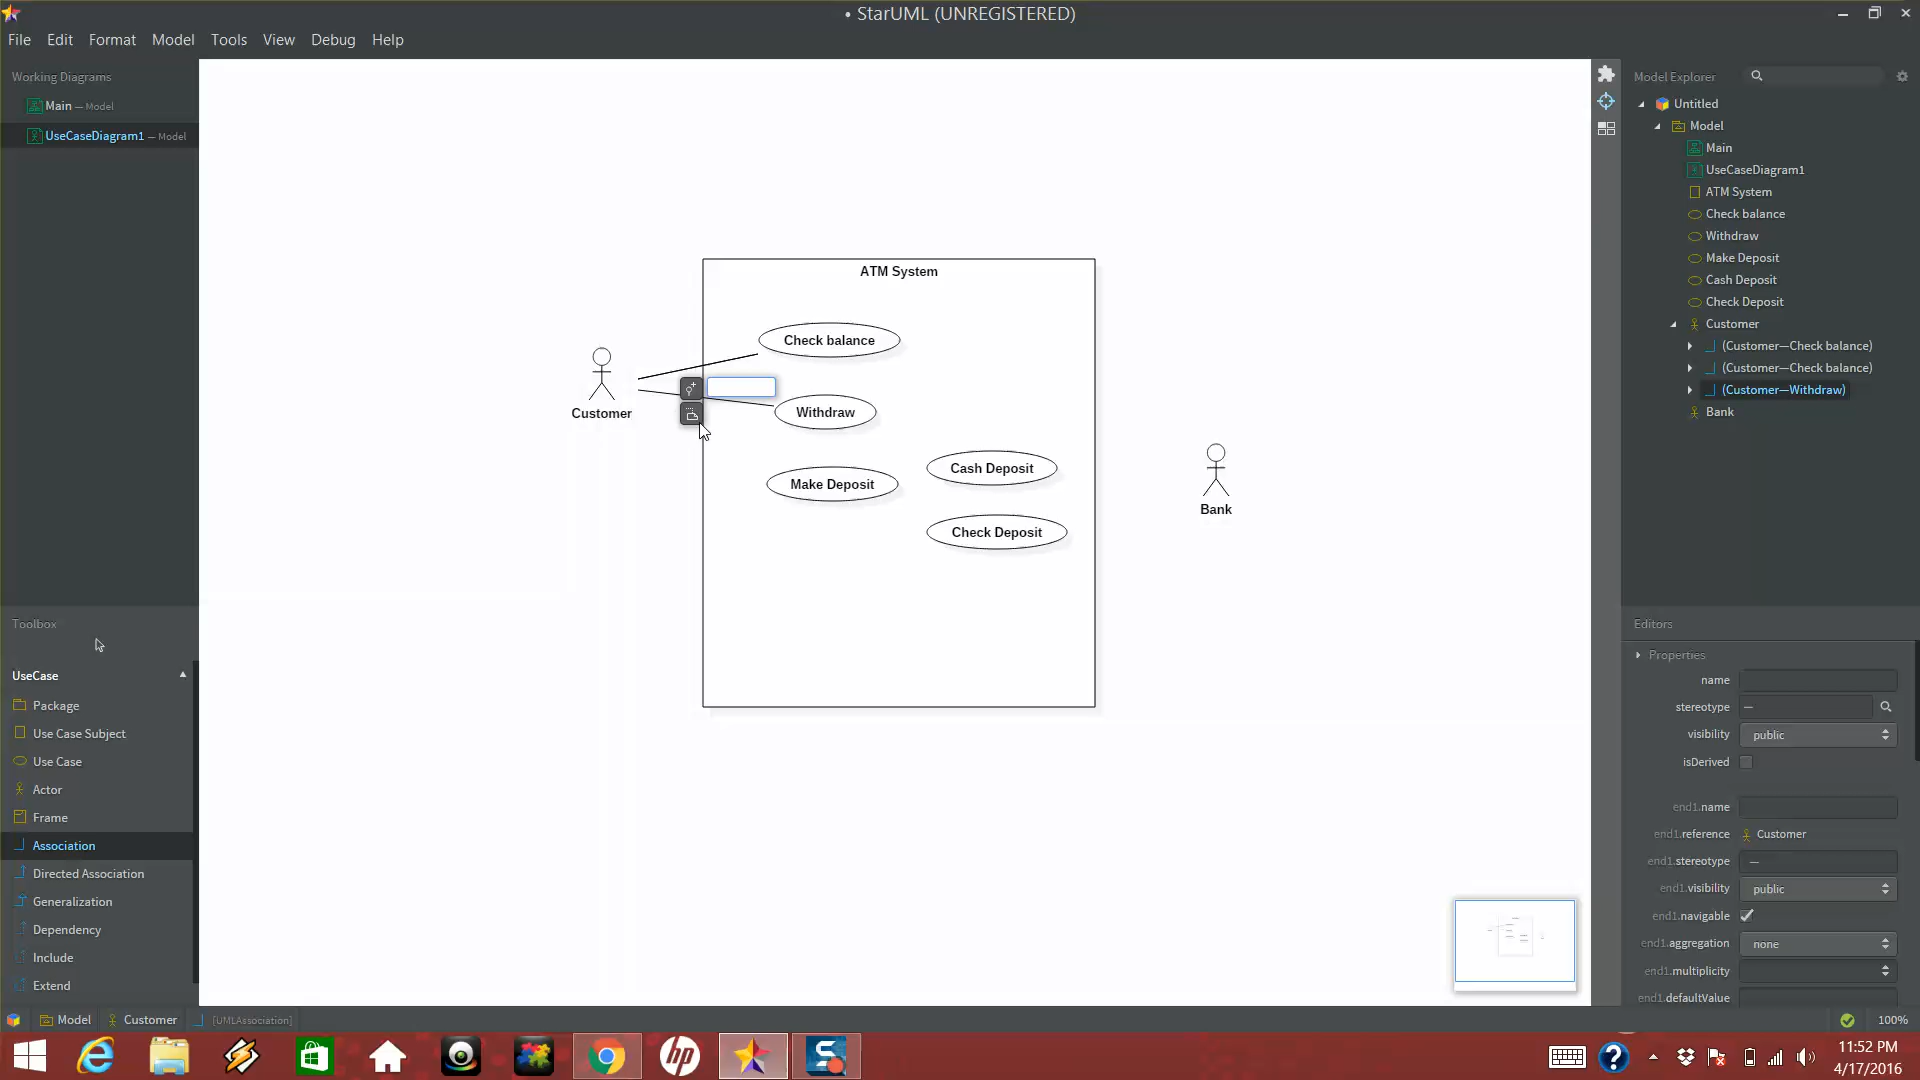 • StarUML (UNREGISTERED)
File Edit Format Model Tools View Debug Help
Working Diagrams
Main — Model
UseCaseDiagram1 — Model
ATM System
Check balance
Withdraw
Make Deposit
Cash Deposit
Check Deposit
Customer
Bank
Model Explorer
Untitled
Model
Main
UseCaseDiagram1
ATM System
Check balance
Withdraw
Make Deposit
Cash Deposit
Check Deposit
Customer
(Customer—Check balance)
(Customer—Check balance)
(Customer—Withdraw)
Bank
Toolbox
UseCase
Package
Use Case Subject
Use Case
Actor
Frame
Association
Directed Association
Generalization
Dependency
Include
Extend
Editors
Properties
name
stereotype —
visibility public
isDerived
end1.name
end1.reference Customer
end1.stereotype —
end1.visibility public
end1.navigable
end1.aggregation none
end1.multiplicity
end1.defaultValue
Model Customer [UMLAssociation]
100%
hp
S
?
11:52 PM
4/17/2016